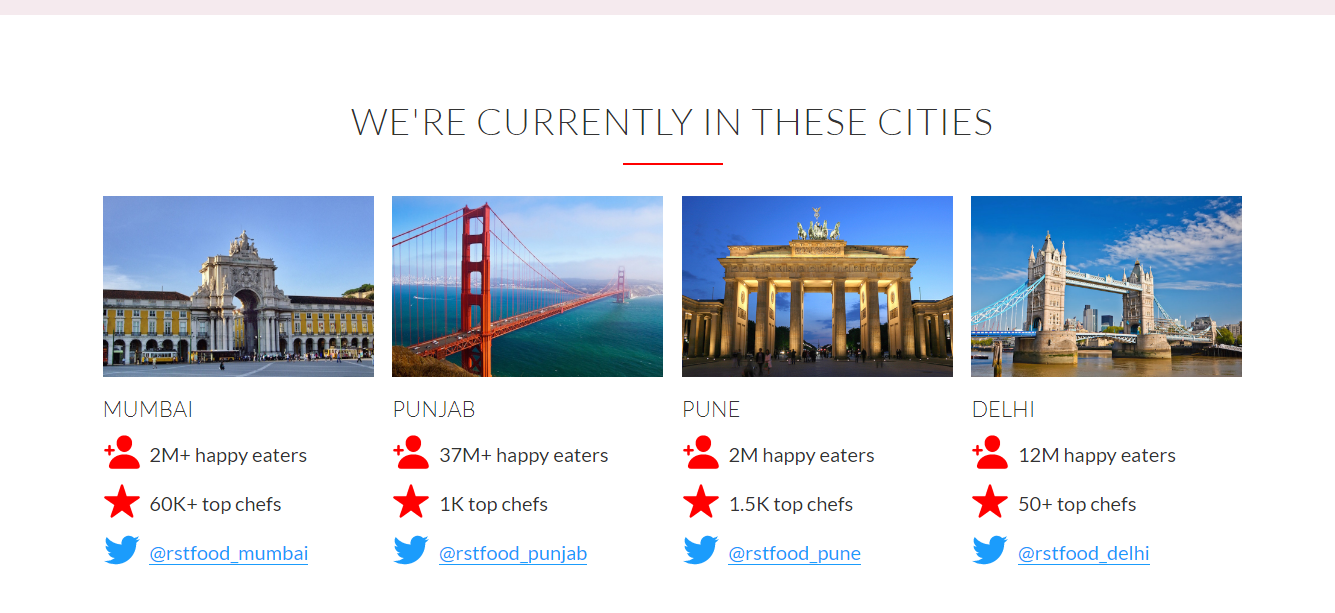 WE'RE CURRENTLY IN THESE CITIES
MUMBAI
2M+ happy eaters
60K+ top chefs
@rstfood_mumbai
PUNJAB
37M+ happy eaters
1K top chefs
@rstfood_punjab
PUNE
2M happy eaters
1.5K top chefs
@rstfood_pune
DELHI
12M happy eaters
50+ top chefs
@rstfood_delhi